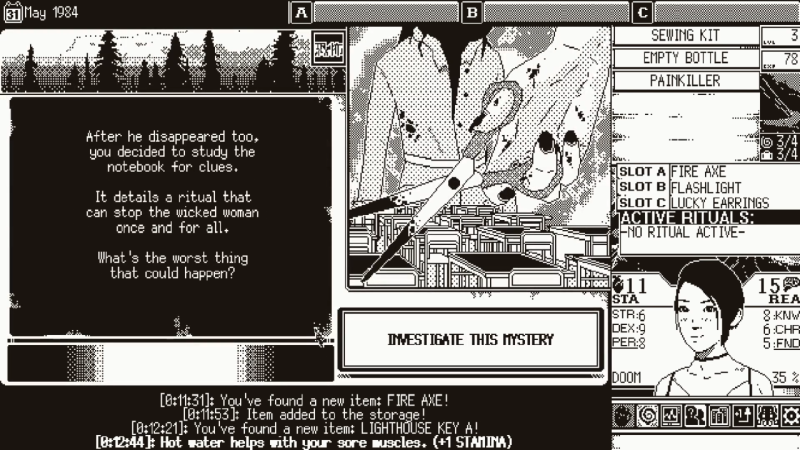 31 May 1984
A
B
C
After he disappeared too,
you decided to study the
notebook for clues.
It details a ritual that
can stop the wicked woman
once and for all.
What's the worst thing
that could happen?
INVESTIGATE THIS MYSTERY
[0:11:31]: You've found a new item: FIRE AXE!
[0:11:53]: Item added to the storage!
[0:12:21]: You've found a new item: LIGHTHOUSE KEY A!
[0:12:44]: Hot water helps with your sore muscles. (+1 STAMINA)
SEWING KIT
EMPTY BOTTLE
PAINKILLER
3
LVL
78
EXP
3/4
3/4
SLOT A FIRE AXE
SLOT B FLASHLIGHT
SLOT C LUCKY EARRINGS
ACTIVE RITUALS:
-NO RITUAL ACTIVE-
11
STA
15
REA
STR:6
DEX:9
PER:8
8:KNW
6:CHR
5:FND
DOOM
35 %